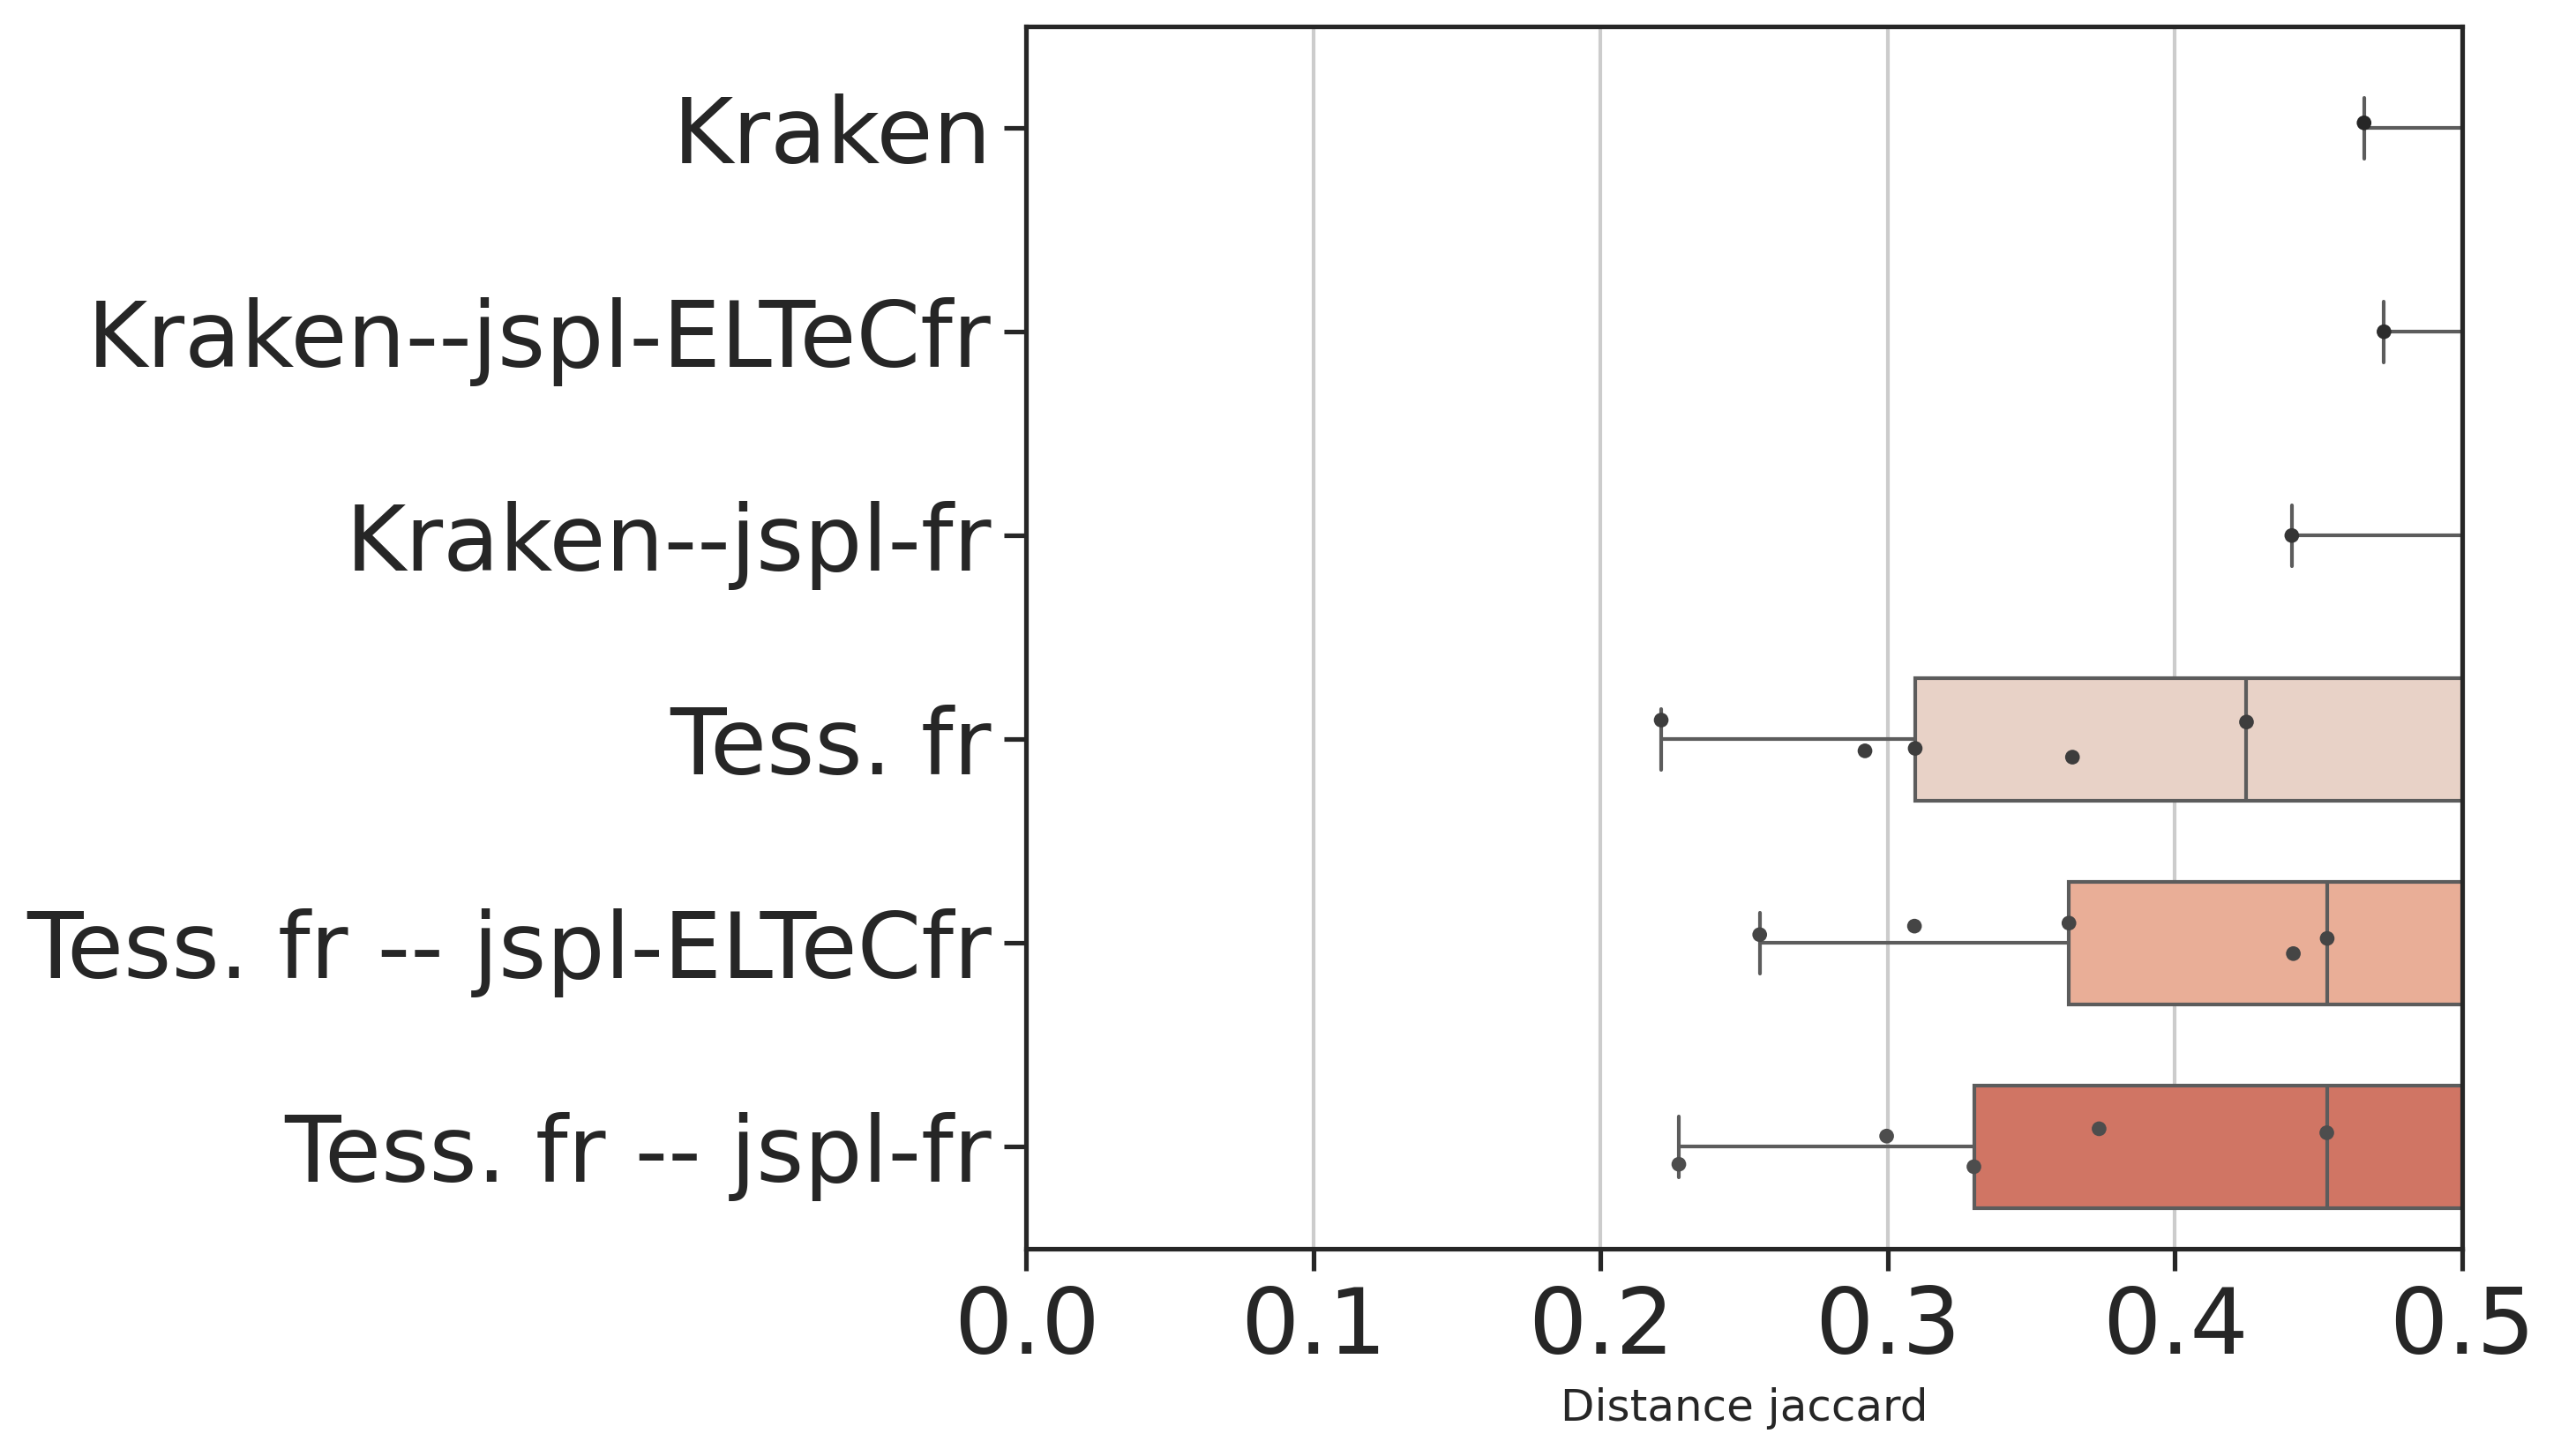 Kraken
Kraken--jspl-ELTeCfr
Kraken--jspl-fr
Tess. fr
Tess. fr -- jspl-ELTeCfr
Tess. fr -- jspl-fr
0.0 0.1 0.2 0.3 0.4 0.5
Distance jaccard